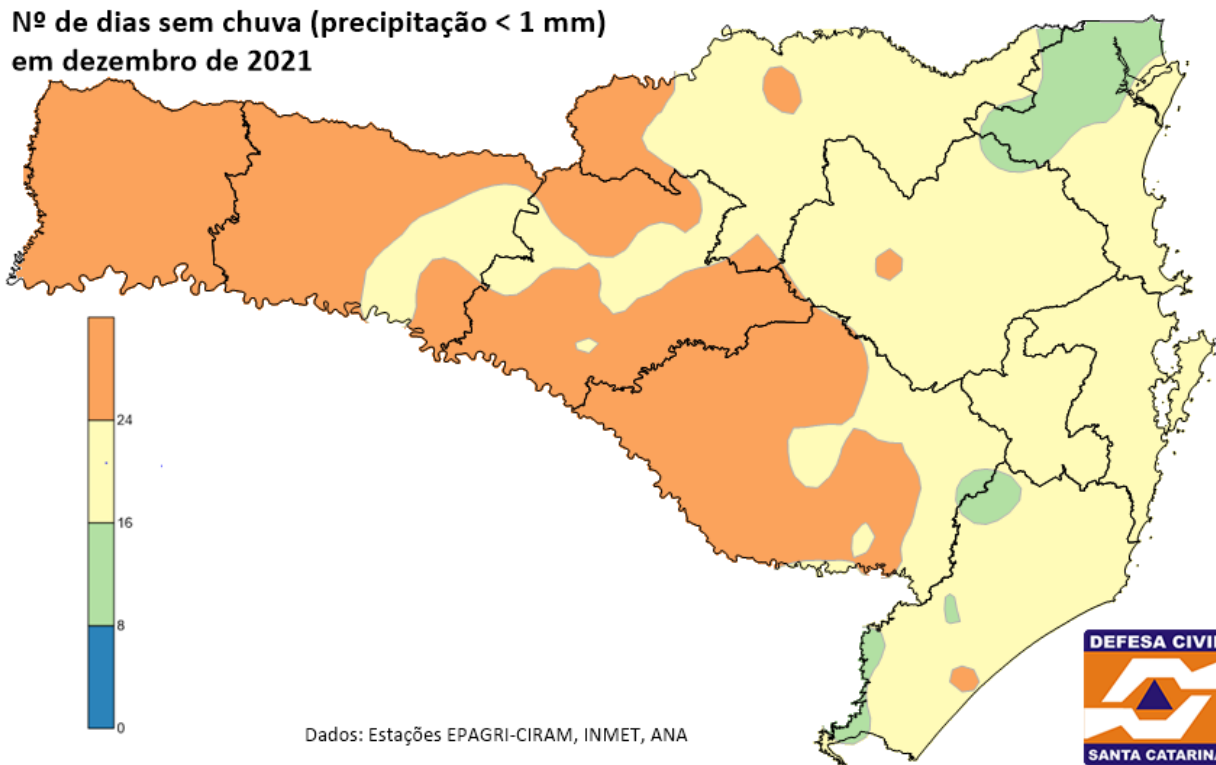 Nº de dias sem chuva (precipitação < 1 mm)
em dezembro de 2021
24
16
8
0
Dados: Estações EPAGRI-CIRAM, INMET, ANA
DEFESA CIVIL
SANTA CATARINA